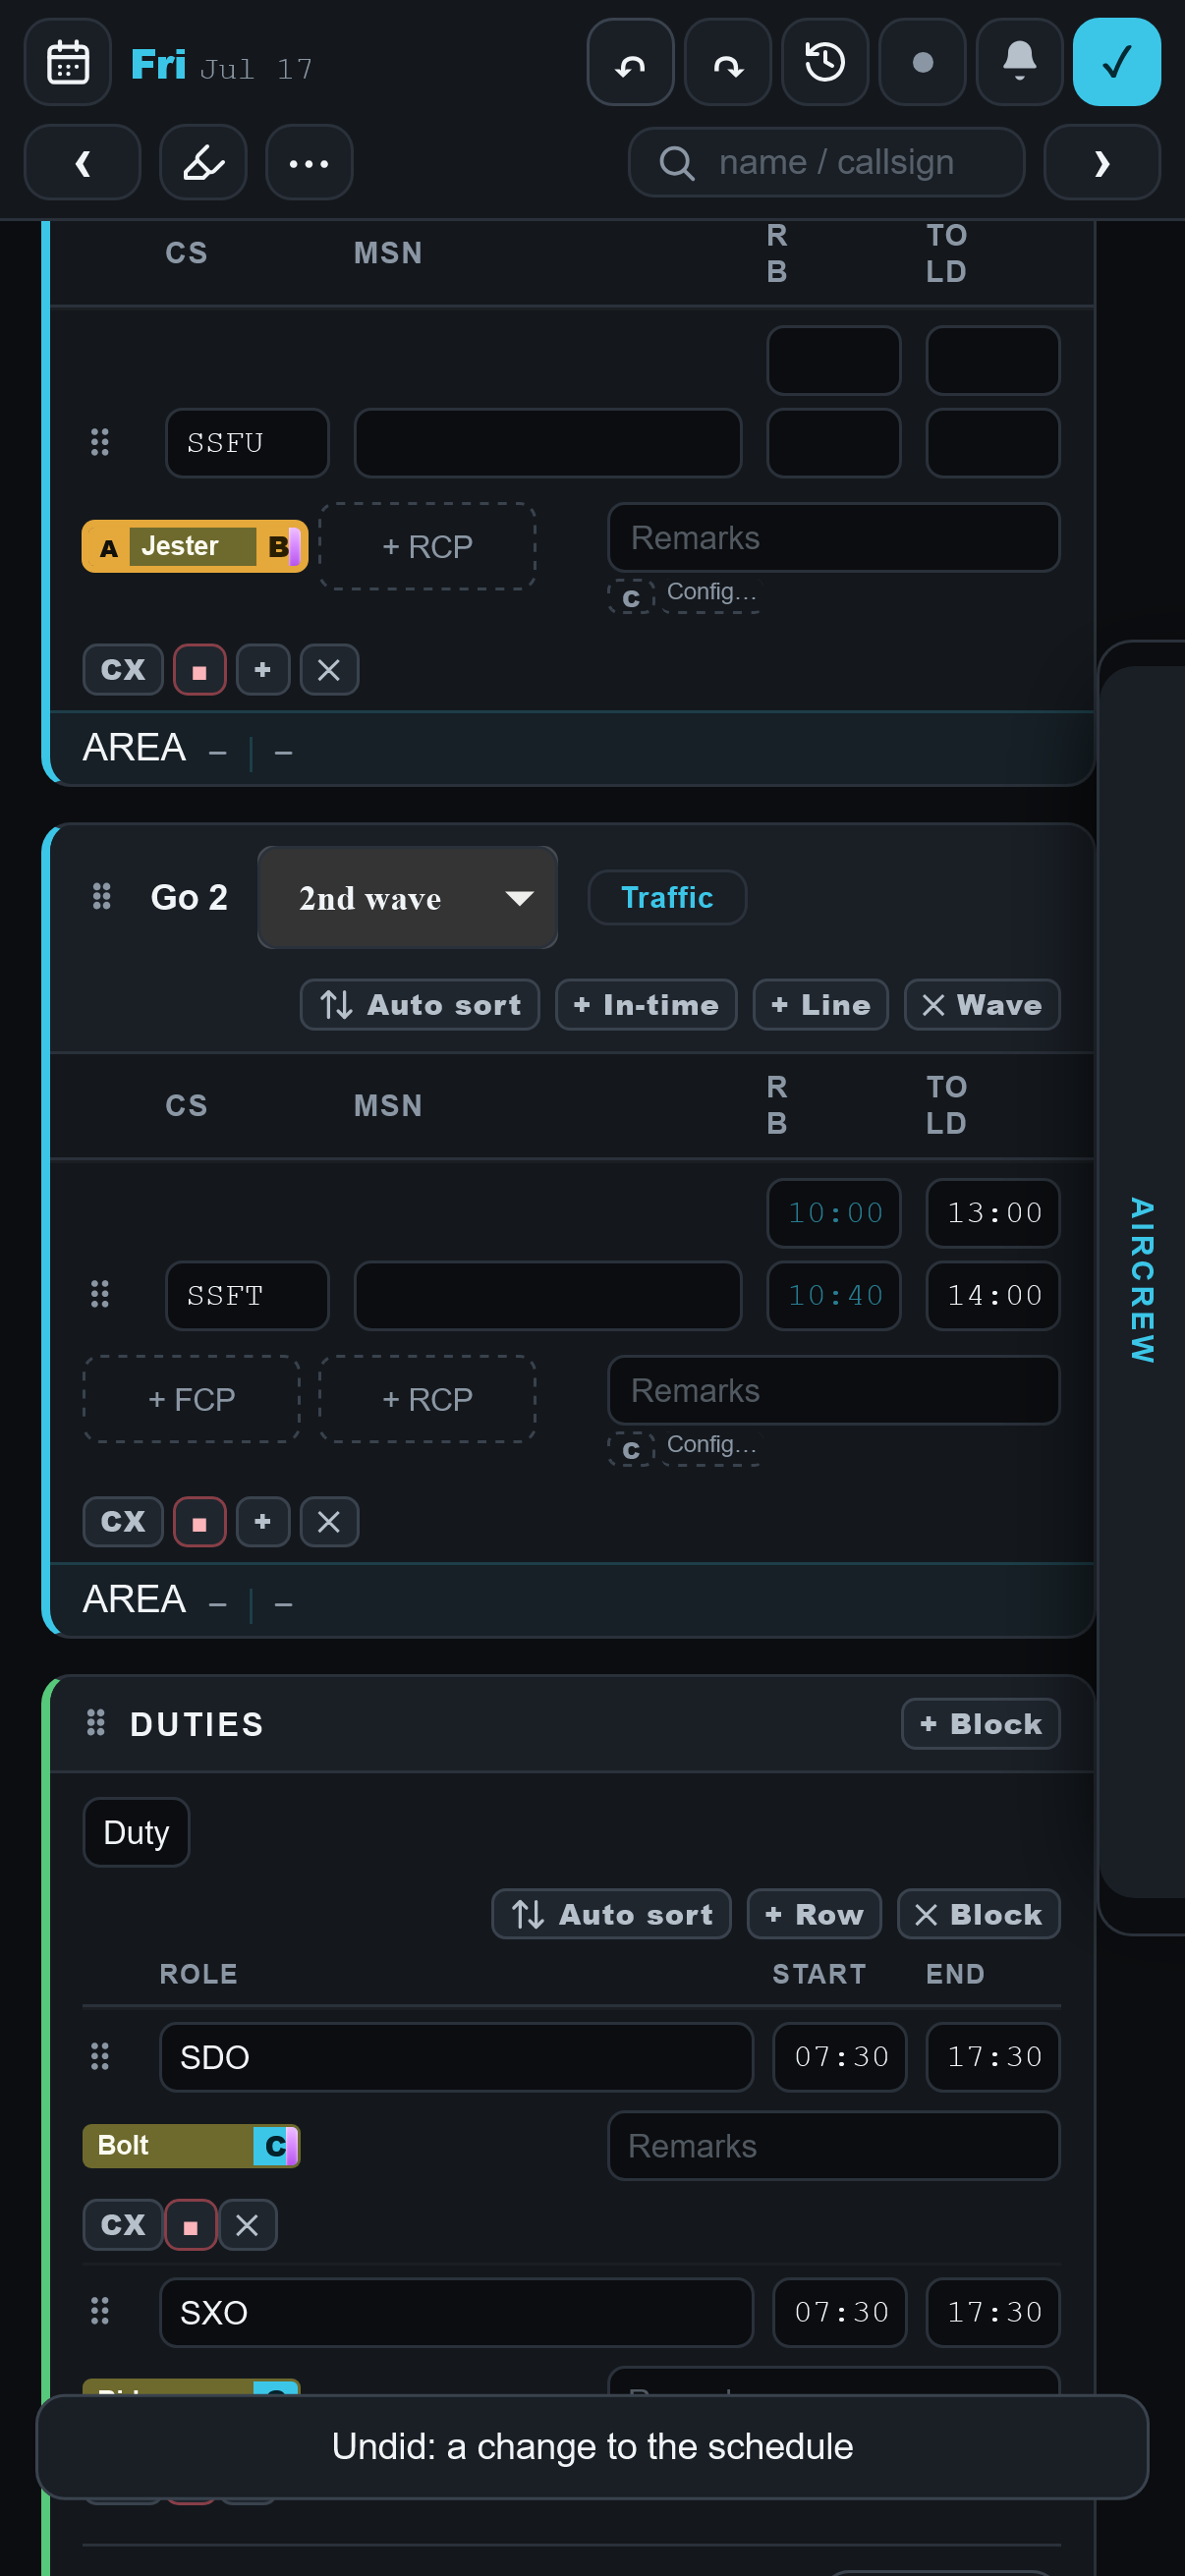 Fri Jul 17
name / callsign
CS MSN R B TO LD
SSFU
A Jester B + RCP Remarks
C Config...
CX + ×
AREA – | –
Go 2 2nd wave Traffic
Auto sort + In-time + Line × Wave
CS MSN R B TO LD
10:00 13:00
SSFT 10:40 14:00
+ FCP + RCP Remarks
C Config...
CX + ×
AREA – | –
AIRCREW
DUTIES + Block
Duty
Auto sort + Row × Block
ROLE START END
SDO 07:30 17:30
Bolt C Remarks
CX ×
SXO 07:30 17:30
Undid: a change to the schedule